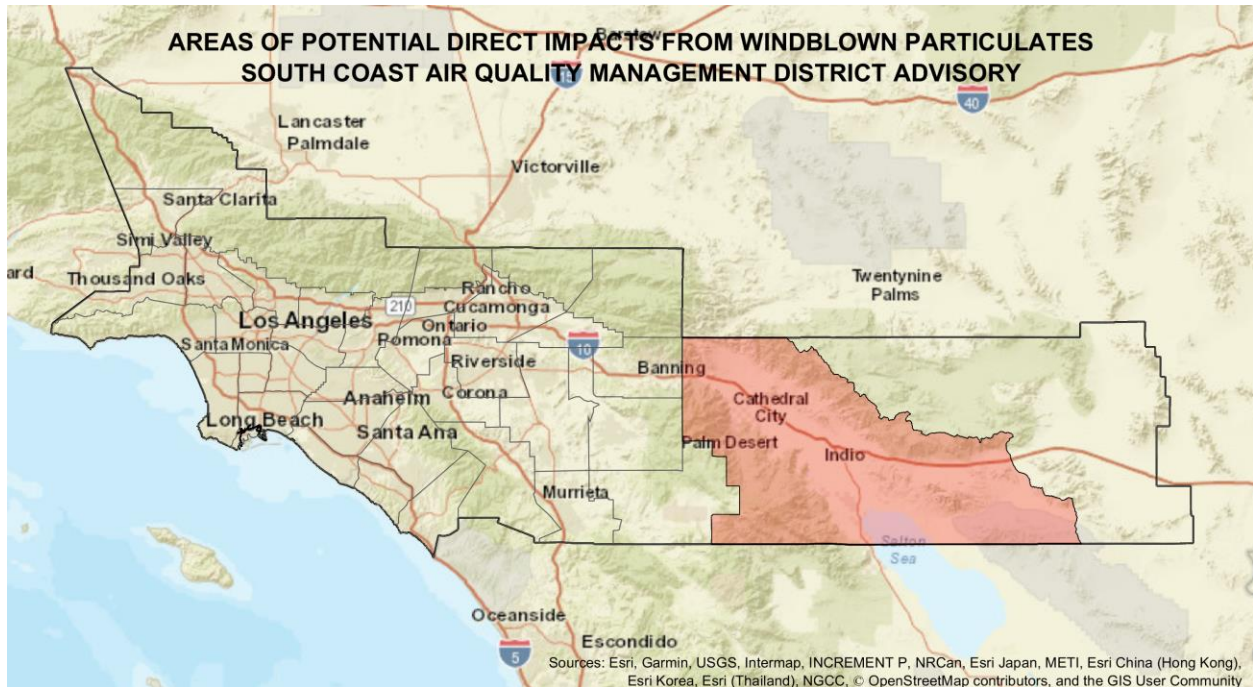 AREAS OF POTENTIAL DIRECT IMPACTS FROM WINDBLOWN PARTICULATES
SOUTH COAST AIR QUALITY MANAGEMENT DISTRICT ADVISORY
Barstow
15
40
Lancaster
Palmdale
Victorville
Santa Clarita
Simi Valley
ard
Thousand Oaks
Twentynine
Palms
Rancho
Cucamonga
210
Los Angeles
Ontario
Santa Monica
Pomona
10
Riverside
Banning
Anaheim
Corona
Cathedral
City
Long Beach
Santa Ana
Palm Desert
Indio
Murrieta
Salton
Sea
Oceanside
Escondido
5
Sources: Esri, Garmin, USGS, Intermap, INCREMENT P, NRCan, Esri Japan, METI, Esri China (Hong Kong),
Esri Korea, Esri (Thailand), NGCC, © OpenStreetMap contributors, and the GIS User Community